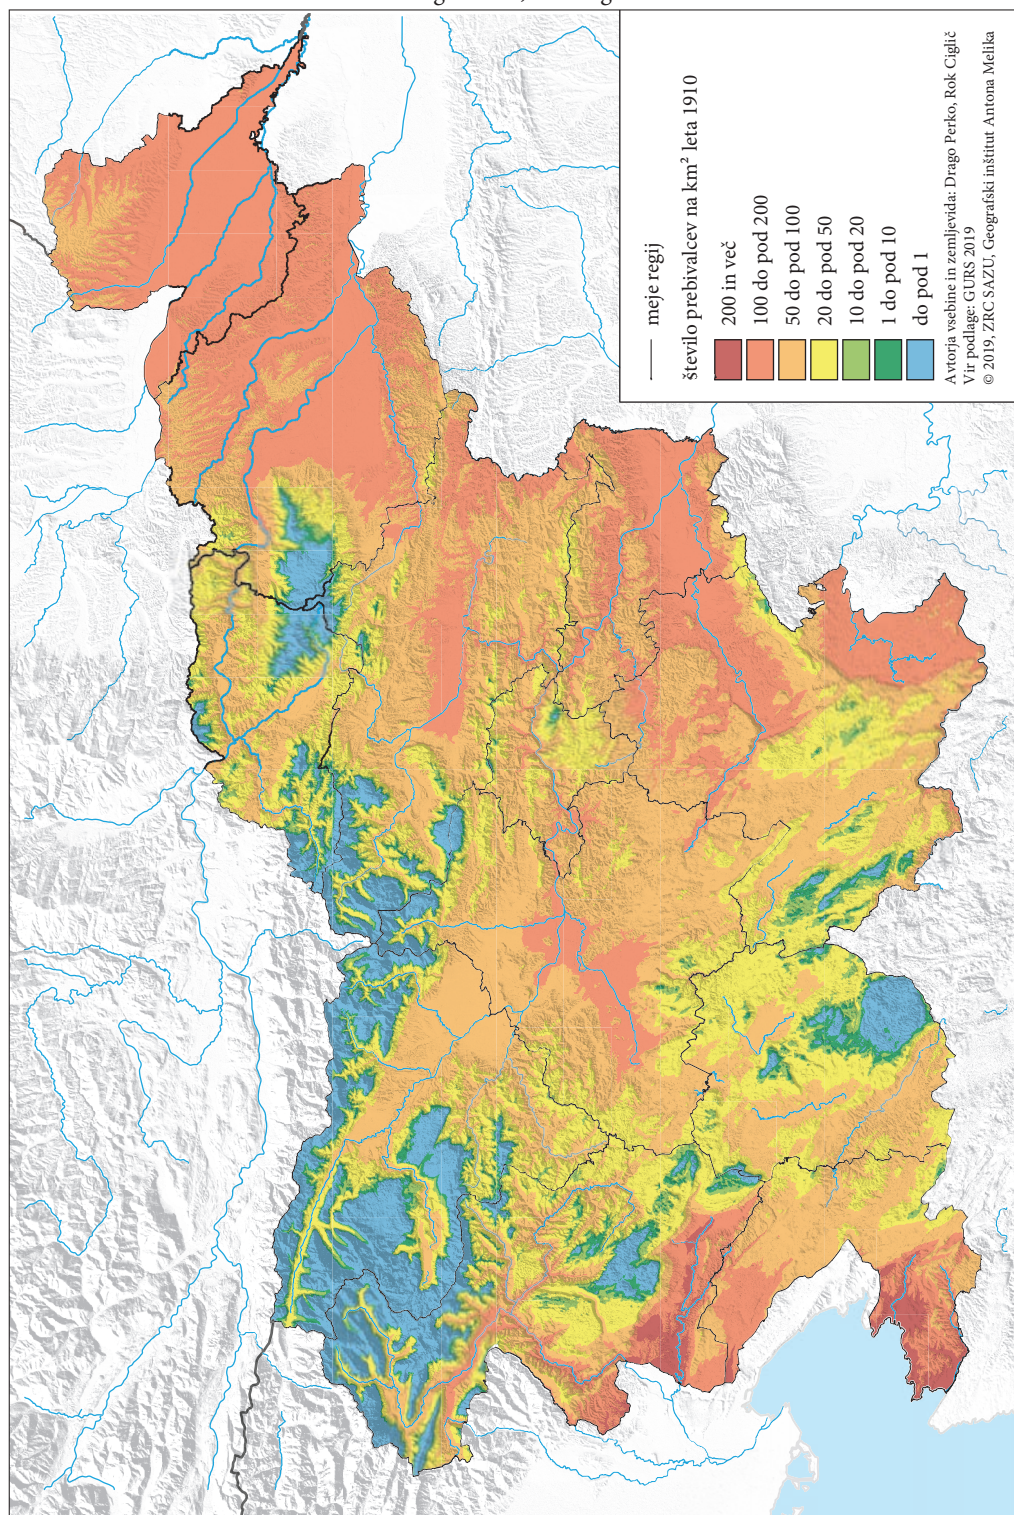 meje regij
število prebivalcev na km² leta 1910
200 in več
100 do pod 200
50 do pod 100
20 do pod 50
10 do pod 20
1 do pod 10
do pod 1
Avtorja vsebine in zemljevida: Drago Perko, Rok Ciglič
Vir podlage: GURS 2019
© 2019, ZRC SAZU, Geografski inštitut Antona Melika